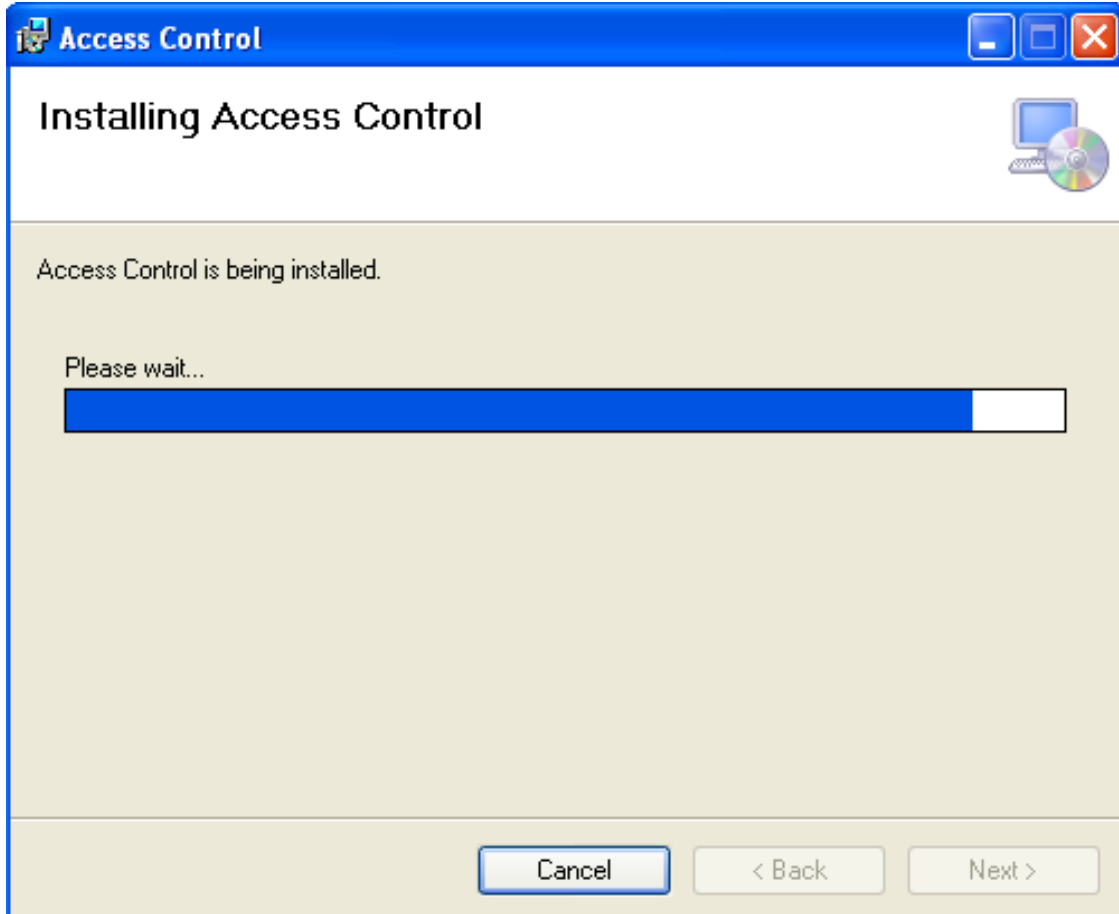 Access Control
Installing Access Control
Access Control is being installed.
Please wait...
Cancel
< Back
Next >